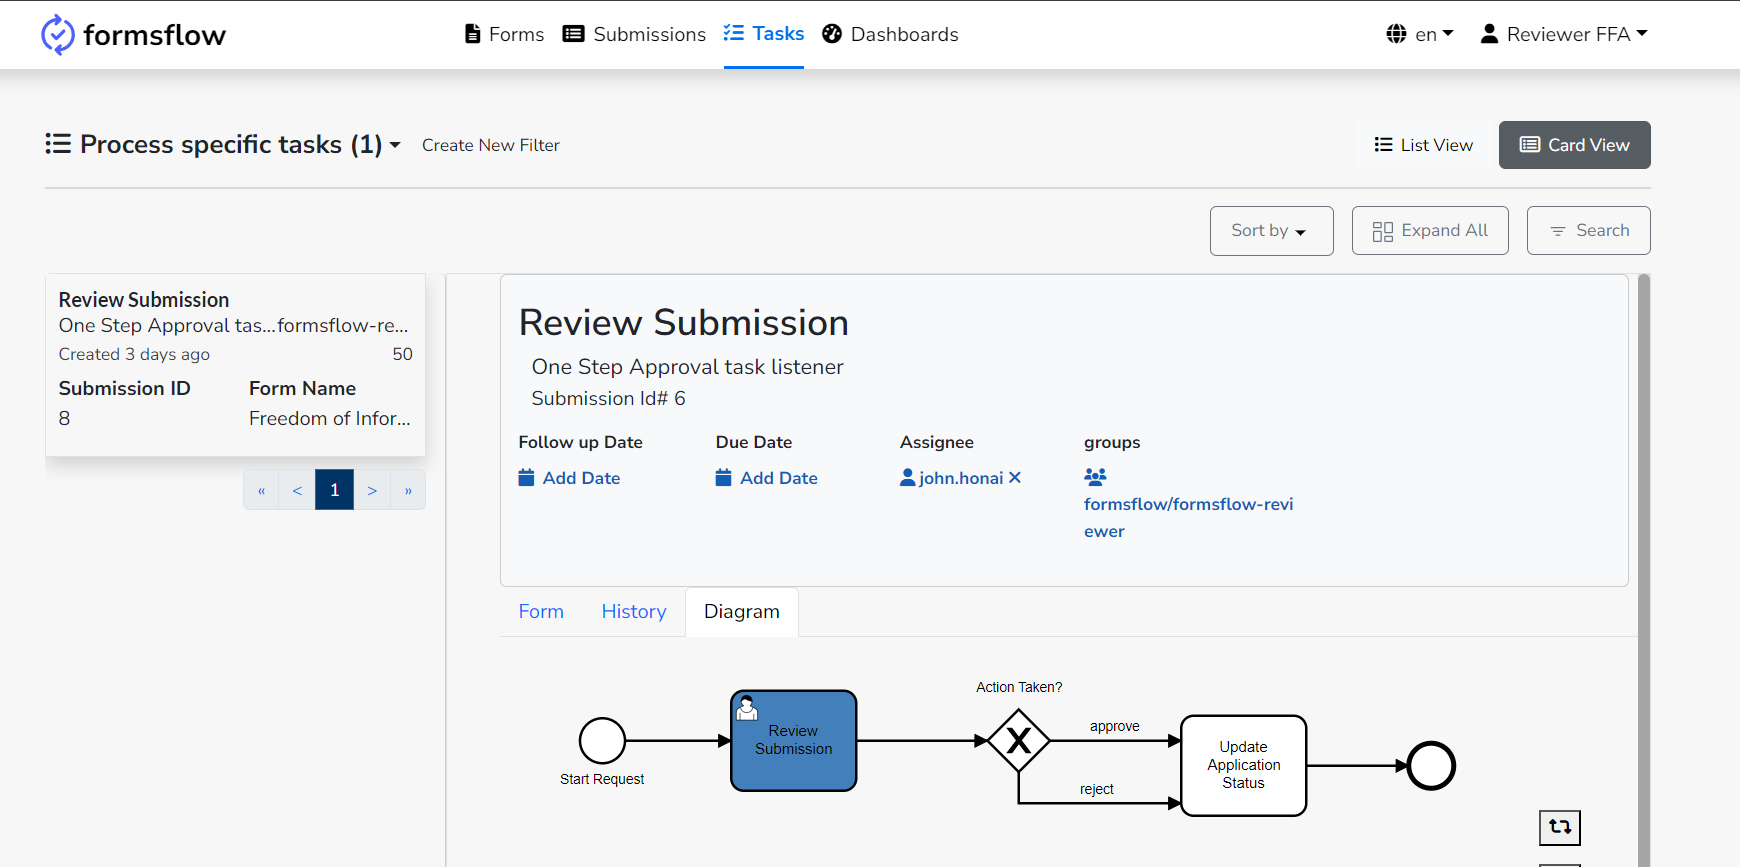 formsflow
Forms Submissions Tasks Dashboards
en Reviewer FFA
Process specific tasks (1) Create New Filter
List View Card View
Sort by Expand All Search
Review Submission
One Step Approval tas...formsflow-re...
Created 3 days ago 50
Submission ID Form Name
8 Freedom of Infor...
« < 1 > »
Review Submission
One Step Approval task listener
Submission Id# 6
Follow up Date Due Date Assignee groups
Add Date Add Date john.honai
formsflow/formsflow-revi
ewer
Form History Diagram
Start Request
Review
Submission
Action Taken?
approve
reject
Update
Application
Status